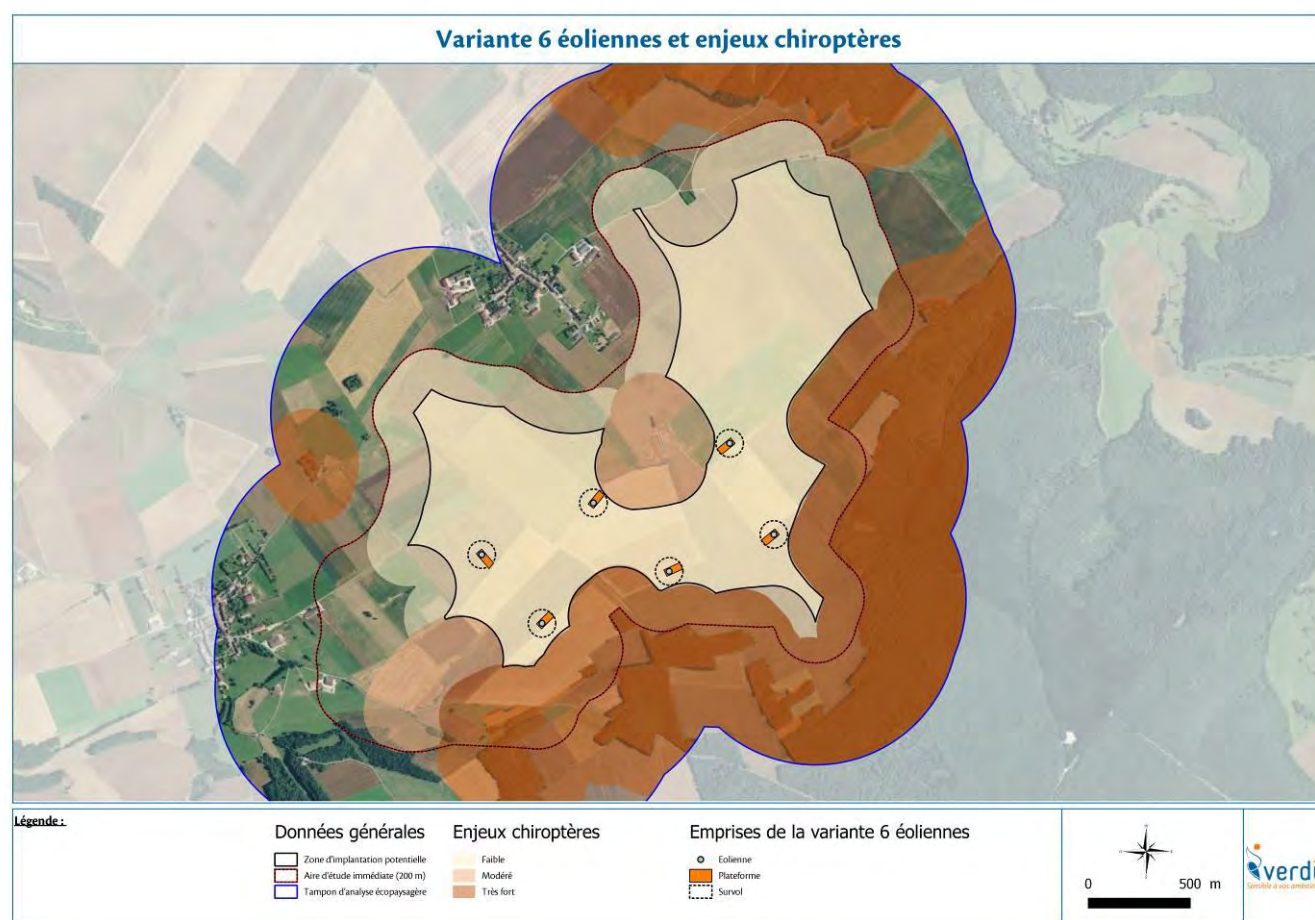 Variante 6 éoliennes et enjeux chiroptères
Légende :
Données générales
Zone d'implantation potentielle
Aire d'étude immédiate (200 m)
Tampon d'analyse écopaysagère
Enjeux chiroptères
Faible
Modéré
Très fort
Emprises de la variante 6 éoliennes
Eolienne
Plateforme
Survol
0 500 m
verdi